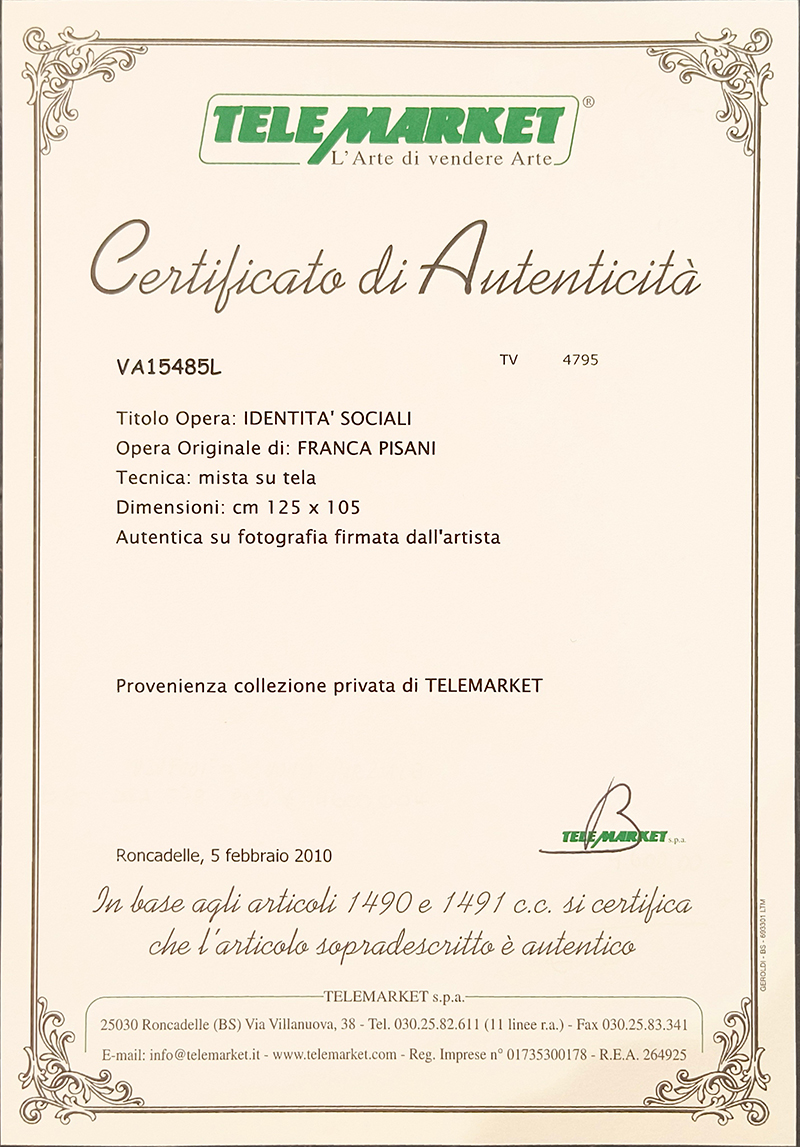 TELEMARKET®
L'Arte di vendere Arte
Certificato di Autenticità
VA15485L TV 4795
Titolo Opera: IDENTITA' SOCIALI
Opera Originale di: FRANCA PISANI
Tecnica: mista su tela
Dimensioni: cm 125 x 105
Autentica su fotografia firmata dall'artista
Provenienza collezione privata di TELEMARKET
TELEMARKET s.p.a.
Roncadelle, 5 febbraio 2010
In base agli articoli 1490 e 1491 c.c. si certifica
che l'articolo sopradescritto è autentico
GEROLDI - BS - 693301 LTM
TELEMARKET s.p.a.
25030 Roncadelle (BS) Via Villanuova, 38 - Tel. 030.25.82.611 (11 linee r.a.) - Fax 030.25.83.341
E-mail: info@telemarket.it - www.telemarket.com - Reg. Imprese n° 01735300178 - R.E.A. 264925